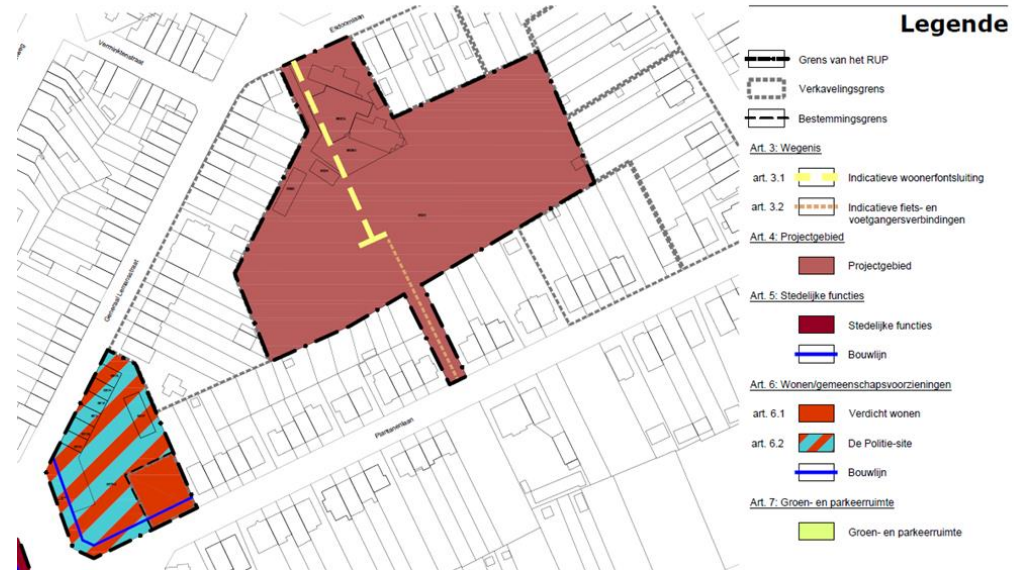 Legende
Grens van het RUP
Verkavelingsgrens
Bestemmingsgrens
Art. 3: Wegenis
art. 3.1 Indicatieve woonerfontsluiting
art. 3.2 Indicatieve fiets- en
voetgangersverbindingen
Art. 4: Projectgebied
Projectgebied
Art. 5: Stedelijke functies
Stedelijke functies
Bouwlijn
Art. 6: Wonen/gemeenschapsvoorzieningen
art. 6.1 Verdicht wonen
art. 6.2 De Politie-site
Bouwlijn
Art. 7: Groen- en parkeerruimte
Groen- en parkeerruimte
Generaal Lemanstraat
Plantanenlaan